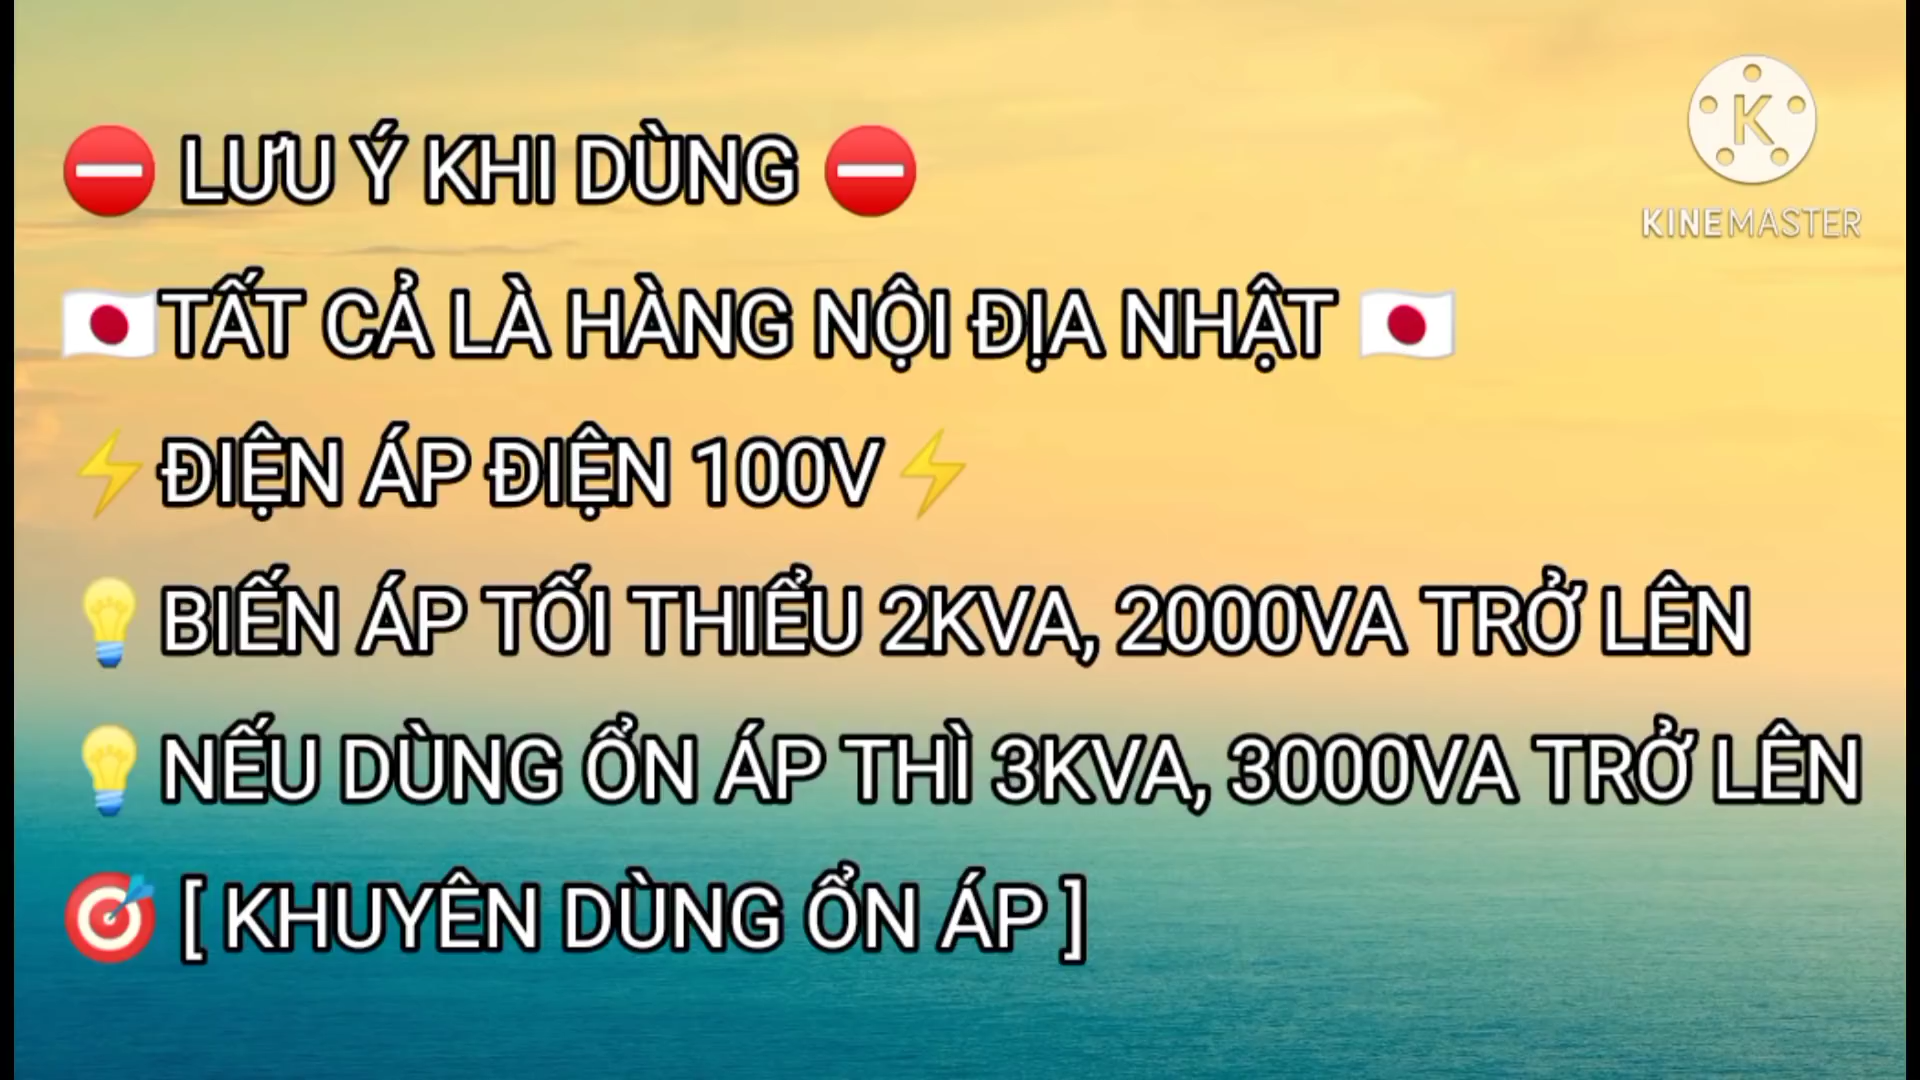 ⛔ LƯU Ý KHI DÙNG ⛔
🇯🇵TẤT CẢ LÀ HÀNG NỘI ĐỊA NHẬT 🇯🇵
⚡ĐIỆN ÁP ĐIỆN 100V⚡
💡BIẾN ÁP TỐI THIỂU 2KVA, 2000VA TRỞ LÊN
💡NẾU DÙNG ỔN ÁP THÌ 3KVA, 3000VA TRỞ LÊN
🎯 [ KHUYÊN DÙNG ỔN ÁP ]
K
KINEMASTER